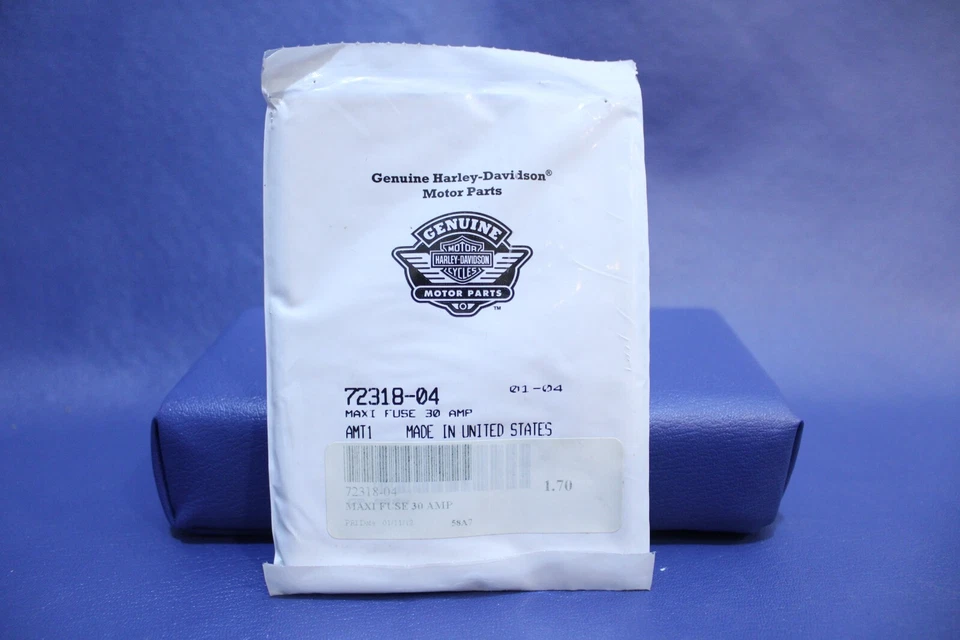 Genuine Harley-Davidson®
Motor Parts
GENUINE
MOTOR
HARLEY-DAVIDSON
CYCLES
MOTOR PARTS
™
72318-04 01-04
MAXI FUSE 30 AMP
AMT1 MADE IN UNITED STATES
72318-04 1.70
MAXI FUSE 30 AMP
58A7